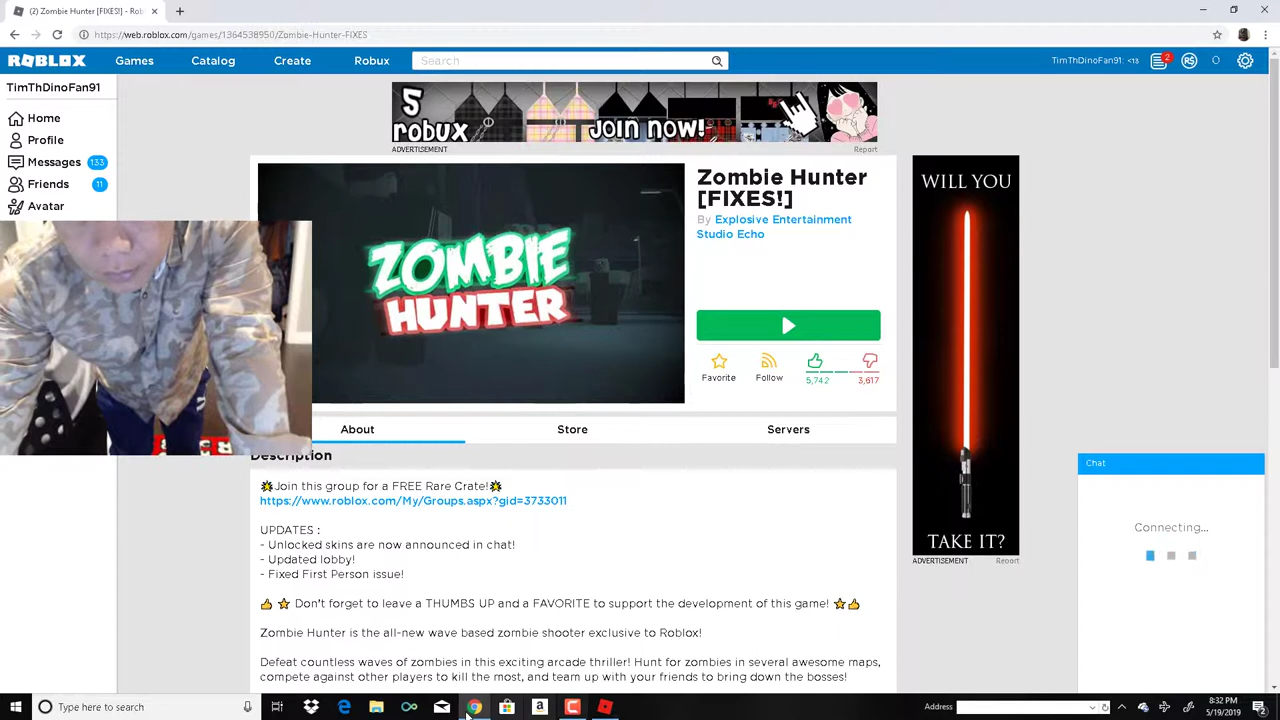 (2) Zombie Hunter [FIXES!] - Rob
https://web.roblox.com/games/1364538950/Zombie-Hunter-FIXES
ROBLOX Games Catalog Create Robux Search TimThDinoFan91: <13 2
TimThDinoFan91
Home
Profile
Messages 133
Friends 11
Avatar
5 robux JOIN NOW!
ADVERTISEMENT Report
ZOMBIE
HUNTER
Zombie Hunter
[FIXES!]
By Explosive Entertainment
Studio Echo
Favorite Follow 5,742 3,617
About Store Servers
Description
💥Join this group for a FREE Rare Crate!💥
https://www.roblox.com/My/Groups.aspx?gid=3733011
UPDATES :
- Unlocked skins are now announced in chat!
- Updated lobby!
- Fixed First Person issue!
👍 ⭐ Don't forget to leave a THUMBS UP and a FAVORITE to support the development of this game! ⭐👍
Zombie Hunter is the all-new wave based zombie shooter exclusive to Roblox!
Defeat countless waves of zombies in this exciting arcade thriller! Hunt for zombies in several awesome maps,
compete against other players to kill the most, and team up with your friends to bring down the bosses!
WILL YOU
TAKE IT?
ADVERTISEMENT Report
Chat
Connecting...
Type here to search
Address
8:32 PM
5/19/2019
2